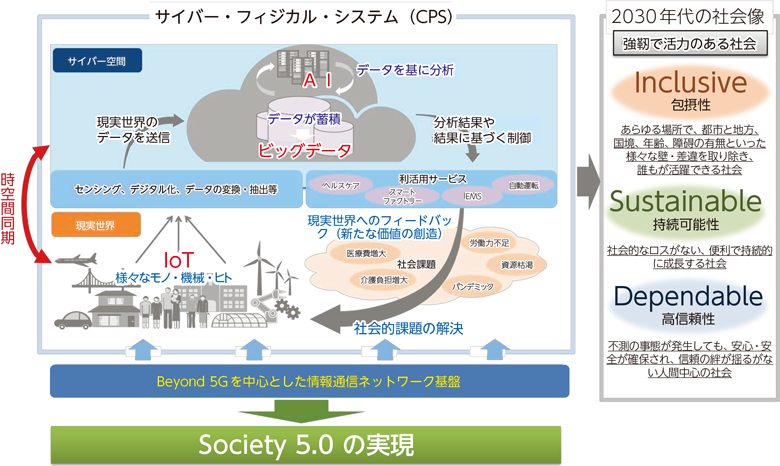 サイバー・フィジカル・システム（CPS）
サイバー空間
AI
データを基に分析
データが蓄積
ビッグデータ
現実世界の
データを送信
分析結果や
結果に基づく制御
センシング、デジタル化、データの変換・抽出等
利活用サービス
ヘルスケア
スマート
ファクトリー
IEMS
自動運転
時空間同期
現実世界
IoT
様々なモノ・機械・ヒト
現実世界へのフィードバッ
ク（新たな価値の創造）
医療費増大
労働力不足
社会課題
資源枯渇
介護負担増大
パンデミック
社会的課題の解決
Beyond 5Gを中心とした情報通信ネットワーク基盤
Society 5.0 の実現
2030年代の社会像
強靭で活力のある社会
Inclusive
包摂性
あらゆる場所で、都市と地方、
国境、年齢、障碍の有無といった
様々な壁・差違を取り除き、
誰もが活躍できる社会
Sustainable
持続可能性
社会的なロスがない、便利で持続的
に成長する社会
Dependable
高信頼性
不測の事態が発生しても、安心・安
全が確保され、信頼の絆が揺るがな
い人間中心の社会